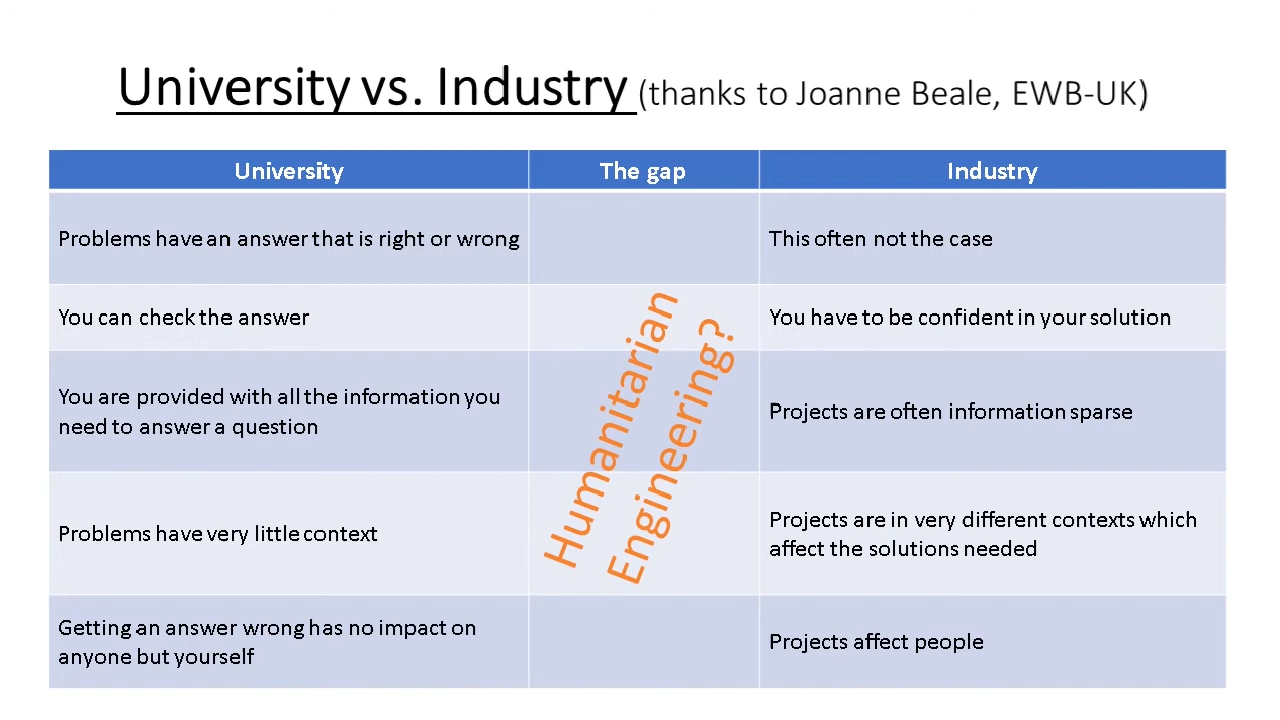 University vs. Industry (thanks to Joanne Beale, EWB-UK)
University
The gap
Industry
Problems have an answer that is right or wrong
This often not the case
You can check the answer
You have to be confident in your solution
You are provided with all the information you
need to answer a question
Projects are often information sparse
Problems have very little context
Projects are in very different contexts which
affect the solutions needed
Getting an answer wrong has no impact on
anyone but yourself
Projects affect people
Humanitarian
Engineering?